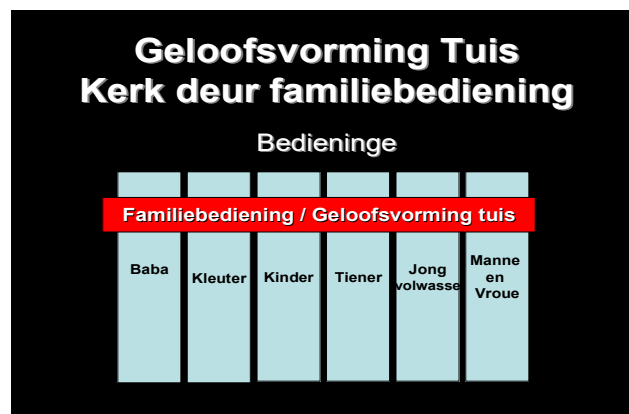 Geloofsvorming Tuis
Kerk deur familiebediening
Bedieninge
Familiebediening / Geloofsvorming tuis
Baba
Kleuter
Kinder
Tiener
Jong
volwasse
Manne
en
Vroue